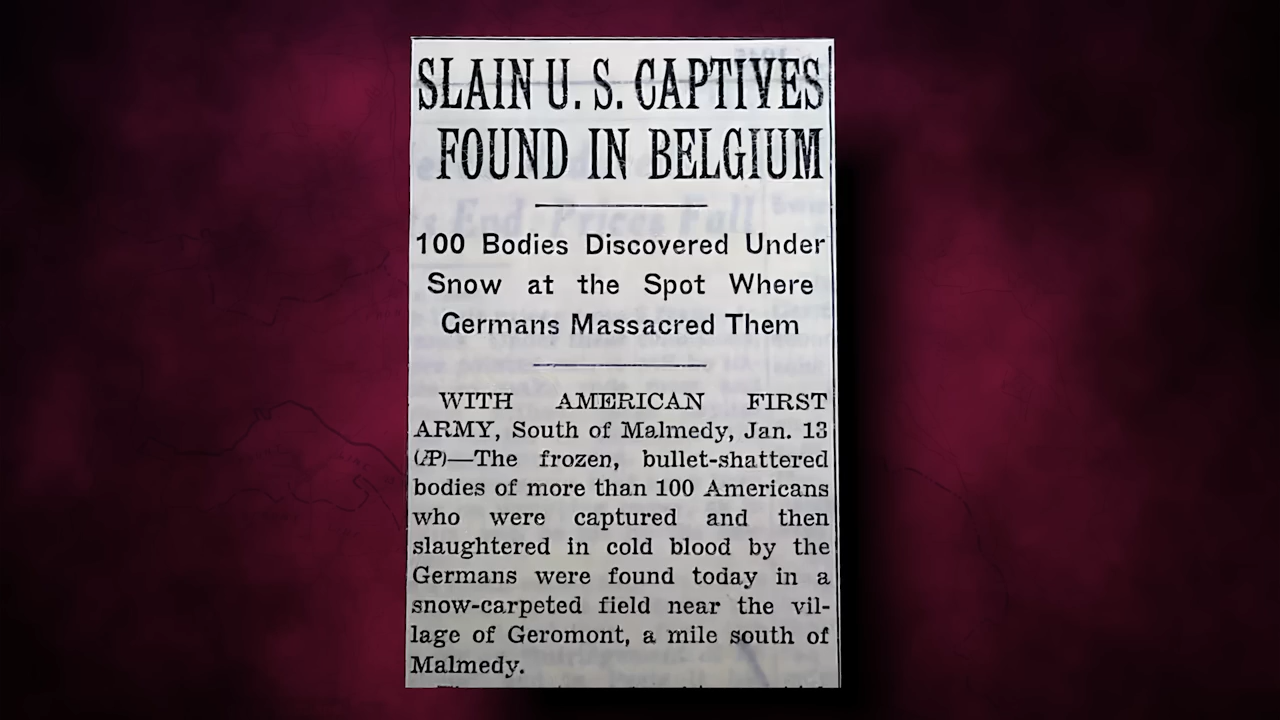 SLAIN U. S. CAPTIVES
FOUND IN BELGIUM
100 Bodies Discovered Under
Snow at the Spot Where
Germans Massacred Them
WITH AMERICAN FIRST
ARMY, South of Malmedy, Jan. 13
(AP)—The frozen, bullet-shattered
bodies of more than 100 Americans
who were captured and then
slaughtered in cold blood by the
Germans were found today in a
snow-carpeted field near the vil-
lage of Geromont, a mile south of
Malmedy.